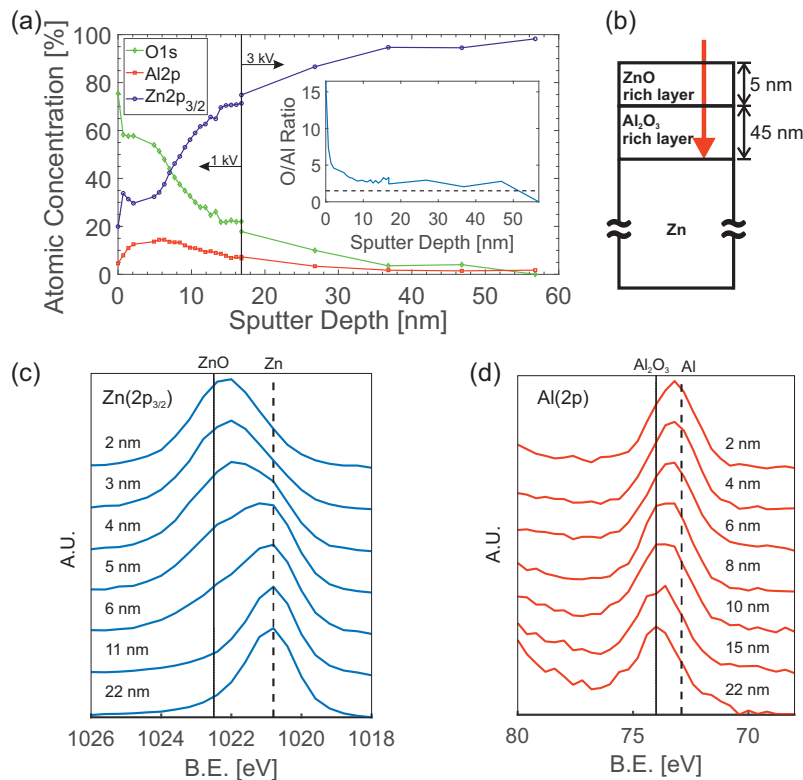 (a)
Atomic Concentration [%]
100
80
60
40
20
0
O1s
Al2p
Zn2p3/2
3 kV
1 kV
O/Al Ratio
15
10
5
0
0 10 20 30 40 50
Sputter Depth [nm]
0 10 20 30 40 50 60
Sputter Depth [nm]
(b)
ZnO
rich layer
5 nm
Al2O3
rich layer
45 nm
Zn
(c)
ZnO Zn
Zn(2p3/2)
2 nm
3 nm
4 nm
5 nm
6 nm
11 nm
22 nm
A.U.
1026 1024 1022 1020 1018
B.E. [eV]
(d)
Al2O3 Al
Al(2p)
2 nm
4 nm
6 nm
8 nm
10 nm
15 nm
22 nm
A.U.
80 75 70
B.E. [eV]